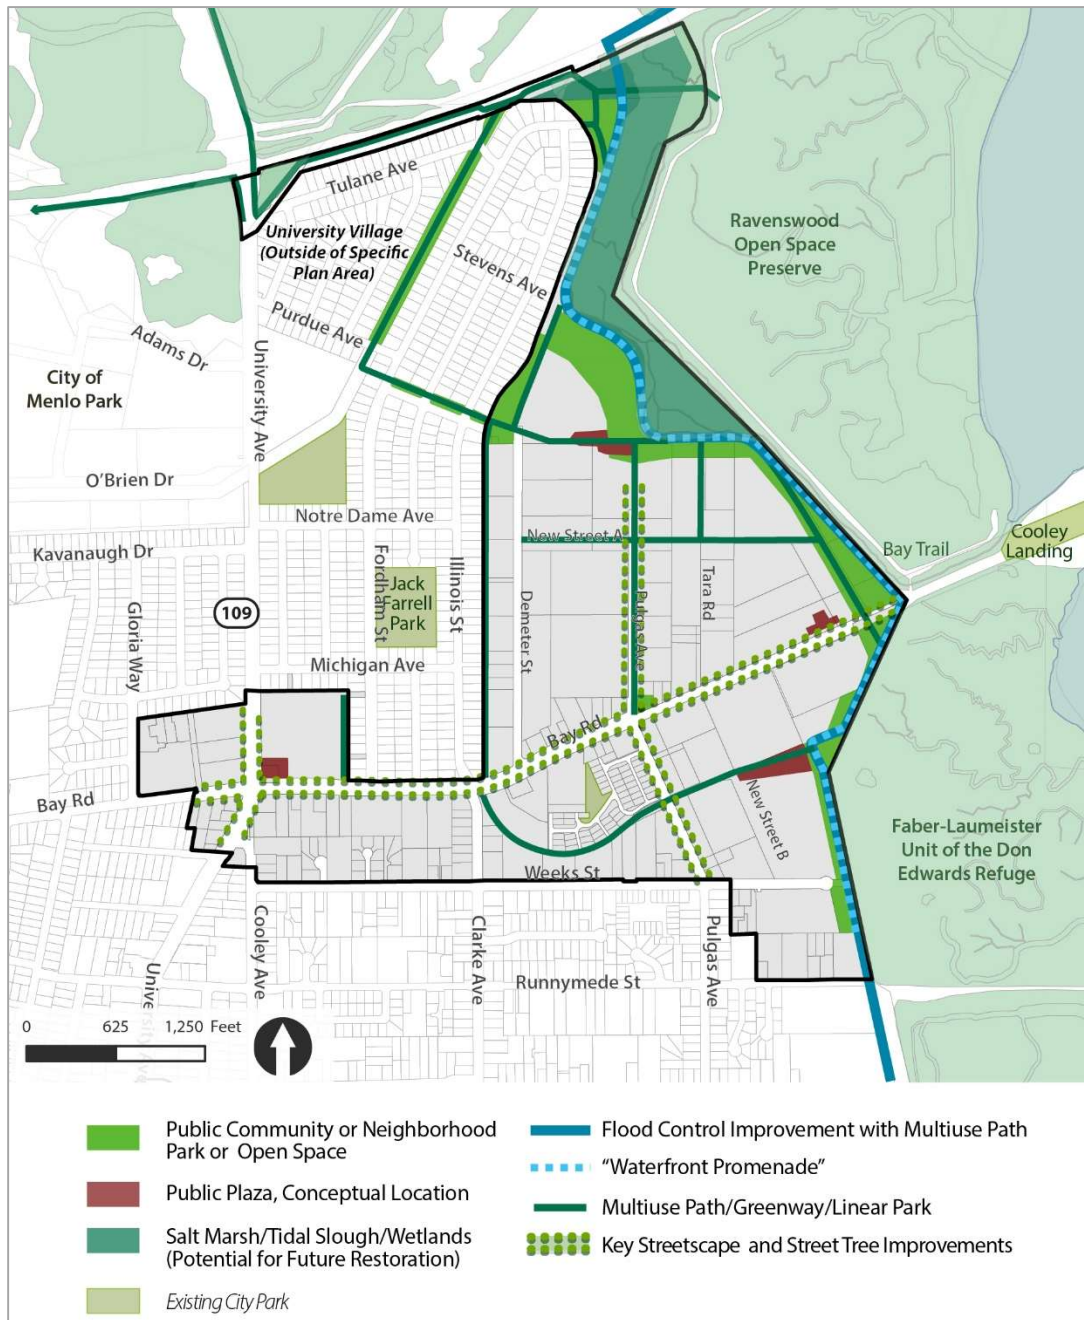 Tulane Ave
University Village
(Outside of Specific
Plan Area)
Stevens Ave
Purdue Ave
Ravenswood
Open Space
Preserve
Adams Dr
City of
Menlo Park
University Ave
O'Brien Dr
Notre Dame Ave
Kavanaugh Dr
New Street A
Bay Trail
Cooley
Landing
Gloria Way
109
Fordham St
Jack
Farrell
Park
Illinois St
Demeter St
Pulgas Ave
Tara Rd
Michigan Ave
Bay Rd
Bay Rd
New Street B
Faber-Laumeister
Unit of the Don
Edwards Refuge
Weeks St
Cooley Ave
Clarke Ave
Pulgas Ave
Runnymede St
0 625 1,250 Feet
Public Community or Neighborhood
Park or Open Space
Public Plaza, Conceptual Location
Salt Marsh/Tidal Slough/Wetlands
(Potential for Future Restoration)
Existing City Park
Flood Control Improvement with Multiuse Path
“Waterfront Promenade”
Multiuse Path/Greenway/Linear Park
Key Streetscape and Street Tree Improvements